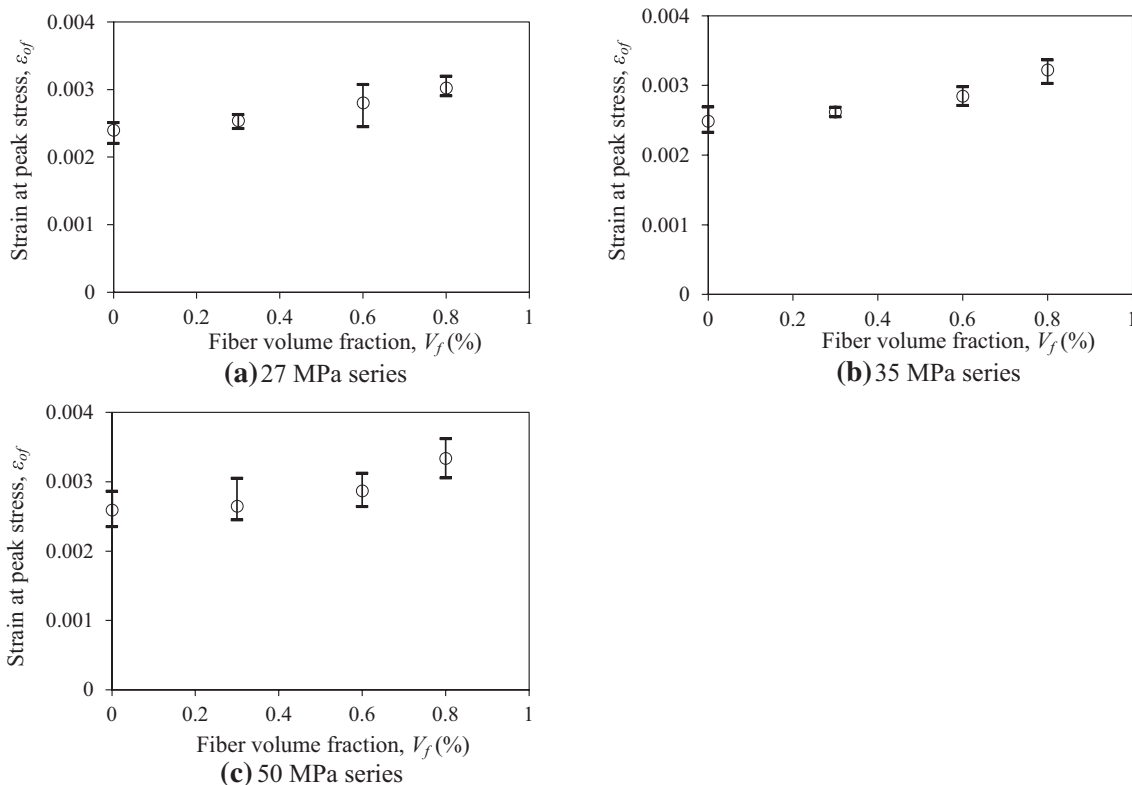 0.004
0.003
0.002
0.001
0
Strain at peak stress, εof
0 0.2 0.4 0.6 0.8 1
Fiber volume fraction, Vf (%)
(a) 27 MPa series
0.004
0.003
0.002
0.001
0
Strain at peak stress, εof
0 0.2 0.4 0.6 0.8 1
Fiber volume fraction, Vf (%)
(b) 35 MPa series
0.004
0.003
0.002
0.001
0
Strain at peak stress, εof
0 0.2 0.4 0.6 0.8 1
Fiber volume fraction, Vf (%)
(c) 50 MPa series